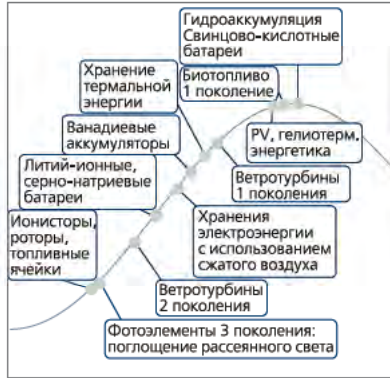 Гидроаккумуляция
Свинцово-кислотные
батареи
Хранение
термальной
энергии
Биотопливо
1 поколение
Ванадиевые
аккумуляторы
PV, гелиотерм.
энергетика
Литий-ионные,
серно-натриевые
батареи
Ветротурбины
1 поколения
Ионисторы,
роторы,
топливные
ячейки
Хранения
электроэнергии
с использованием
сжатого воздуха
Ветротурбины
2 поколения
Фотоэлементы 3 поколения:
поглощение рассеянного света